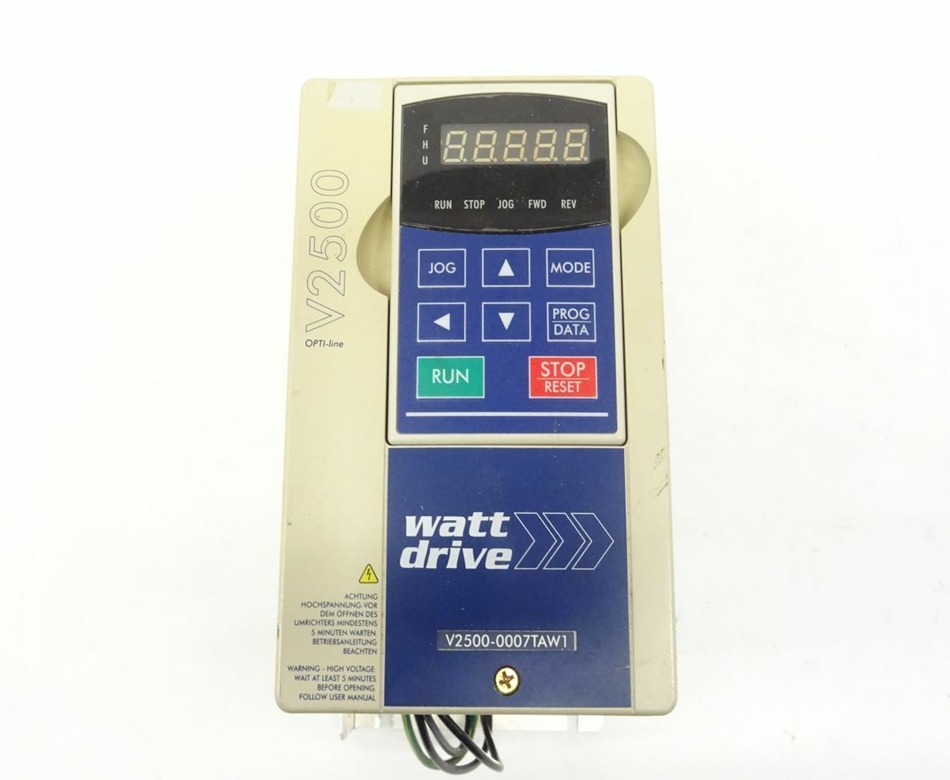 F
H
U
8.8.8.8.8.
RUN STOP JOG FWD REV
V2500
OPTI-line
JOG
MODE
PROG
DATA
RUN
STOP
RESET
watt
drive
ACHTUNG
HOCHSPANNUNG VOR
DEM ÖFFNEN DES
UMRICHTERS MINDESTENS
5 MINUTEN WARTEN.
BETRIEBSANLEITUNG
BEACHTEN
WARNING - HIGH VOLTAGE
WAIT AT LEAST 5 MINUTES
BEFORE OPENING.
FOLLOW USER MANUAL
V2500-0007TAW1